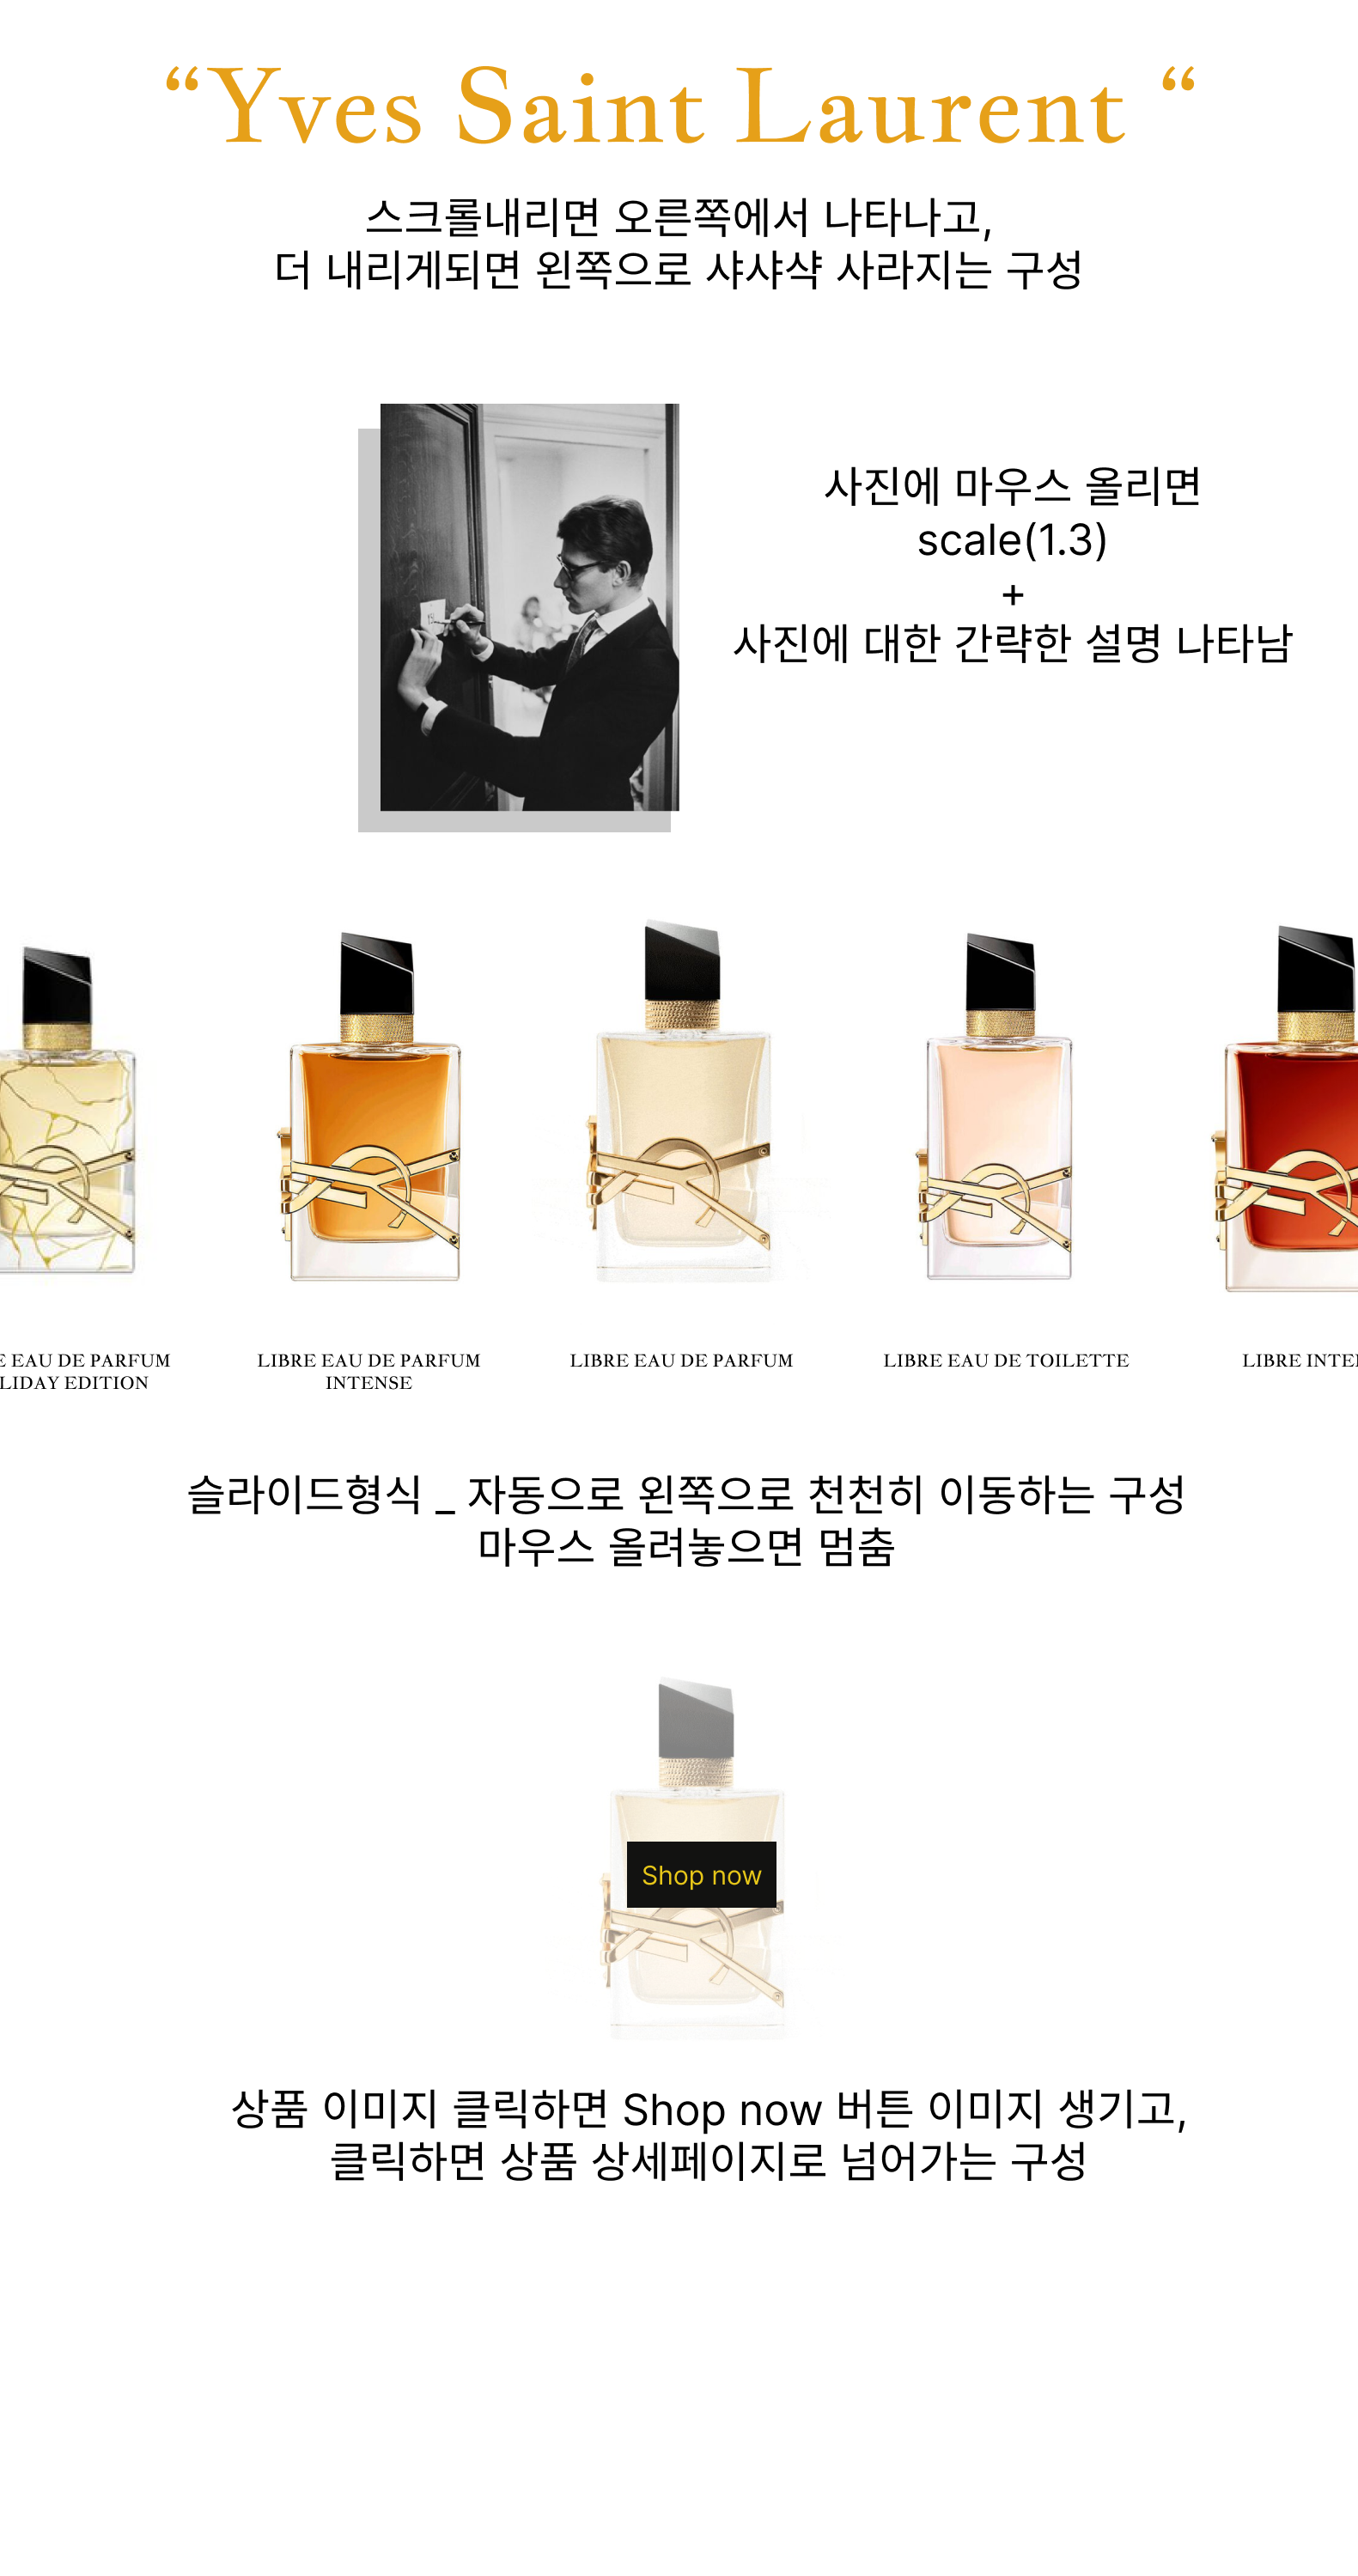 “Yves Saint Laurent “
스크롤내리면 오른쪽에서 나타나고,
더 내리게되면 왼쪽으로 샤샤샥 사라지는 구성
사진에 마우스 올리면
scale(1.3)
+
사진에 대한 간략한 설명 나타남
EAU DE PARFUM
EDITION
LIBRE EAU DE PARFUM
INTENSE
LIBRE EAU DE PARFUM
LIBRE EAU DE TOILETTE
LIBRE
슬라이드형식 _ 자동으로 왼쪽으로 천천히 이동하는 구성
마우스 올려놓으면 멈춤
Shop now
상품 이미지 클릭하면 Shop now 버튼 이미지 생기고,
클릭하면 상품 상세페이지로 넘어가는 구성